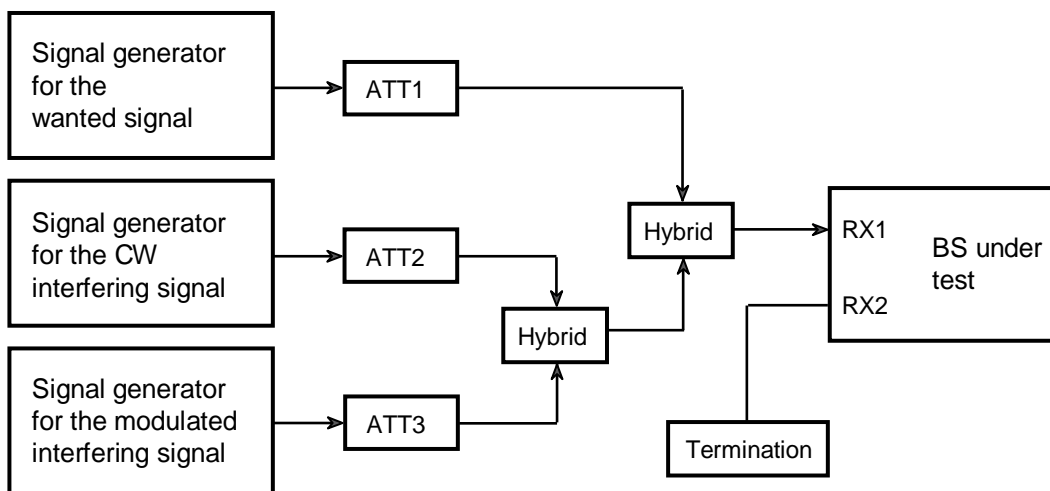 Signal generator
for the
wanted signal
ATT1
Signal generator
for the CW
interfering signal
ATT2
Hybrid
Hybrid
Signal generator
for the modulated
interfering signal
ATT3
RX1
RX2
BS under
test
Termination